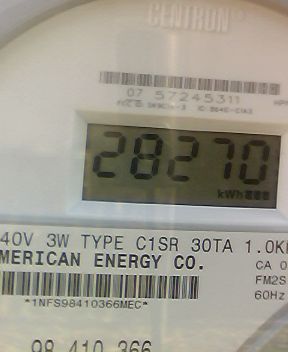 CENTRON
07 57245311
28270
kWh
40V 3W TYPE C1SR 30TA 1.0K
MERICAN ENERGY CO.
CA 0
FM2S
*1NFS98410366MEC*
60Hz
98 410 366